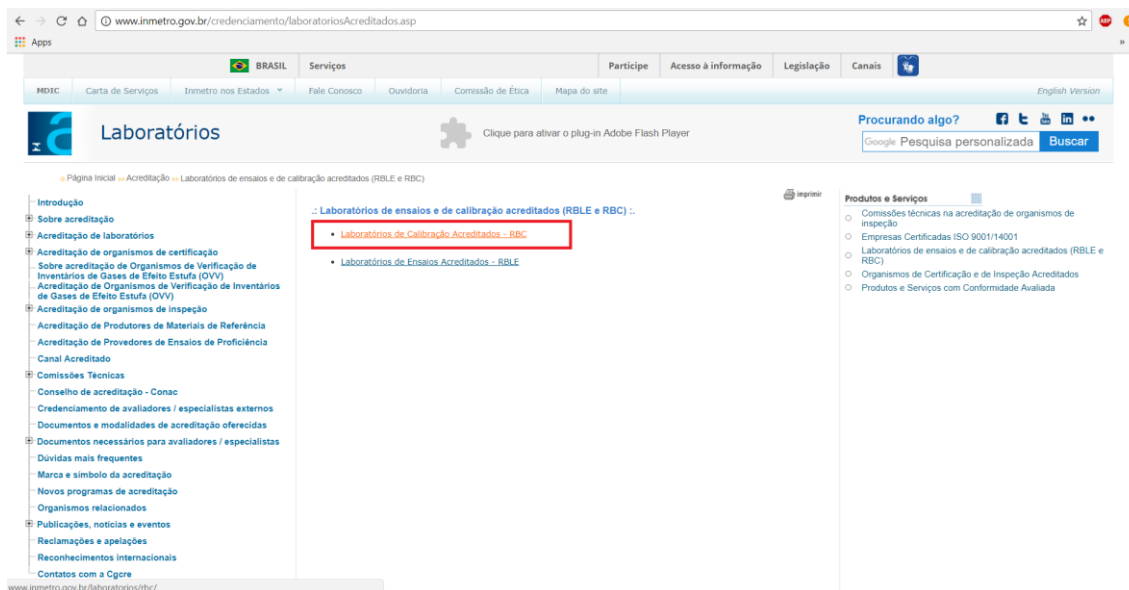 www.inmetro.gov.br/credenciamento/laboratoriosAcreditados.asp
ABP
Apps
»
BRASIL Serviços Participe Acesso à informação Legislação Canais
MDIC Carta de Serviços Inmetro nos Estados Fale Conosco Ouvidoria Comissão de Ética Mapa do site English Version
Laboratórios
Clique para ativar o plug-in Adobe Flash Player
Procurando algo?
Google Pesquisa personalizada Buscar
Página Inicial » Acreditação » Laboratórios de ensaios e de calibração acreditados (RBLE e RBC)
Introdução
Sobre acreditação
Acreditação de laboratórios
Acreditação de organismos de certificação
Sobre acreditação de Organismos de Verificação de
Inventários de Gases de Efeito Estufa (OVV)
Acreditação de Organismos de Verificação de Inventários
de Gases de Efeito Estufa (OVV)
Acreditação de organismos de inspeção
Acreditação de Produtores de Materiais de Referência
Acreditação de Provedores de Ensaios de Proficiência
Canal Acreditado
Comissões Técnicas
Conselho de acreditação - Conac
Credenciamento de avaliadores / especialistas externos
Documentos e modalidades de acreditação oferecidas
Documentos necessários para avaliadores / especialistas
Dúvidas mais frequentes
Marca e símbolo da acreditação
Novos programas de acreditação
Organismos relacionados
Publicações, notícias e eventos
Reclamações e apelações
Reconhecimentos internacionais
Contatos com a Cgcre
imprimir
.: Laboratórios de ensaios e de calibração acreditados (RBLE e RBC) :.
Laboratórios de Calibração Acreditados - RBC
Laboratórios de Ensaios Acreditados - RBLE
Produtos e Serviços
Comissões técnicas na acreditação de organismos de
inspeção
Empresas Certificadas ISO 9001/14001
Laboratórios de ensaios e de calibração acreditados (RBLE e
RBC)
Organismos de Certificação e de Inspeção Acreditados
Produtos e Serviços com Conformidade Avaliada
www.inmetro.gov.br/laboratorios/rbc/